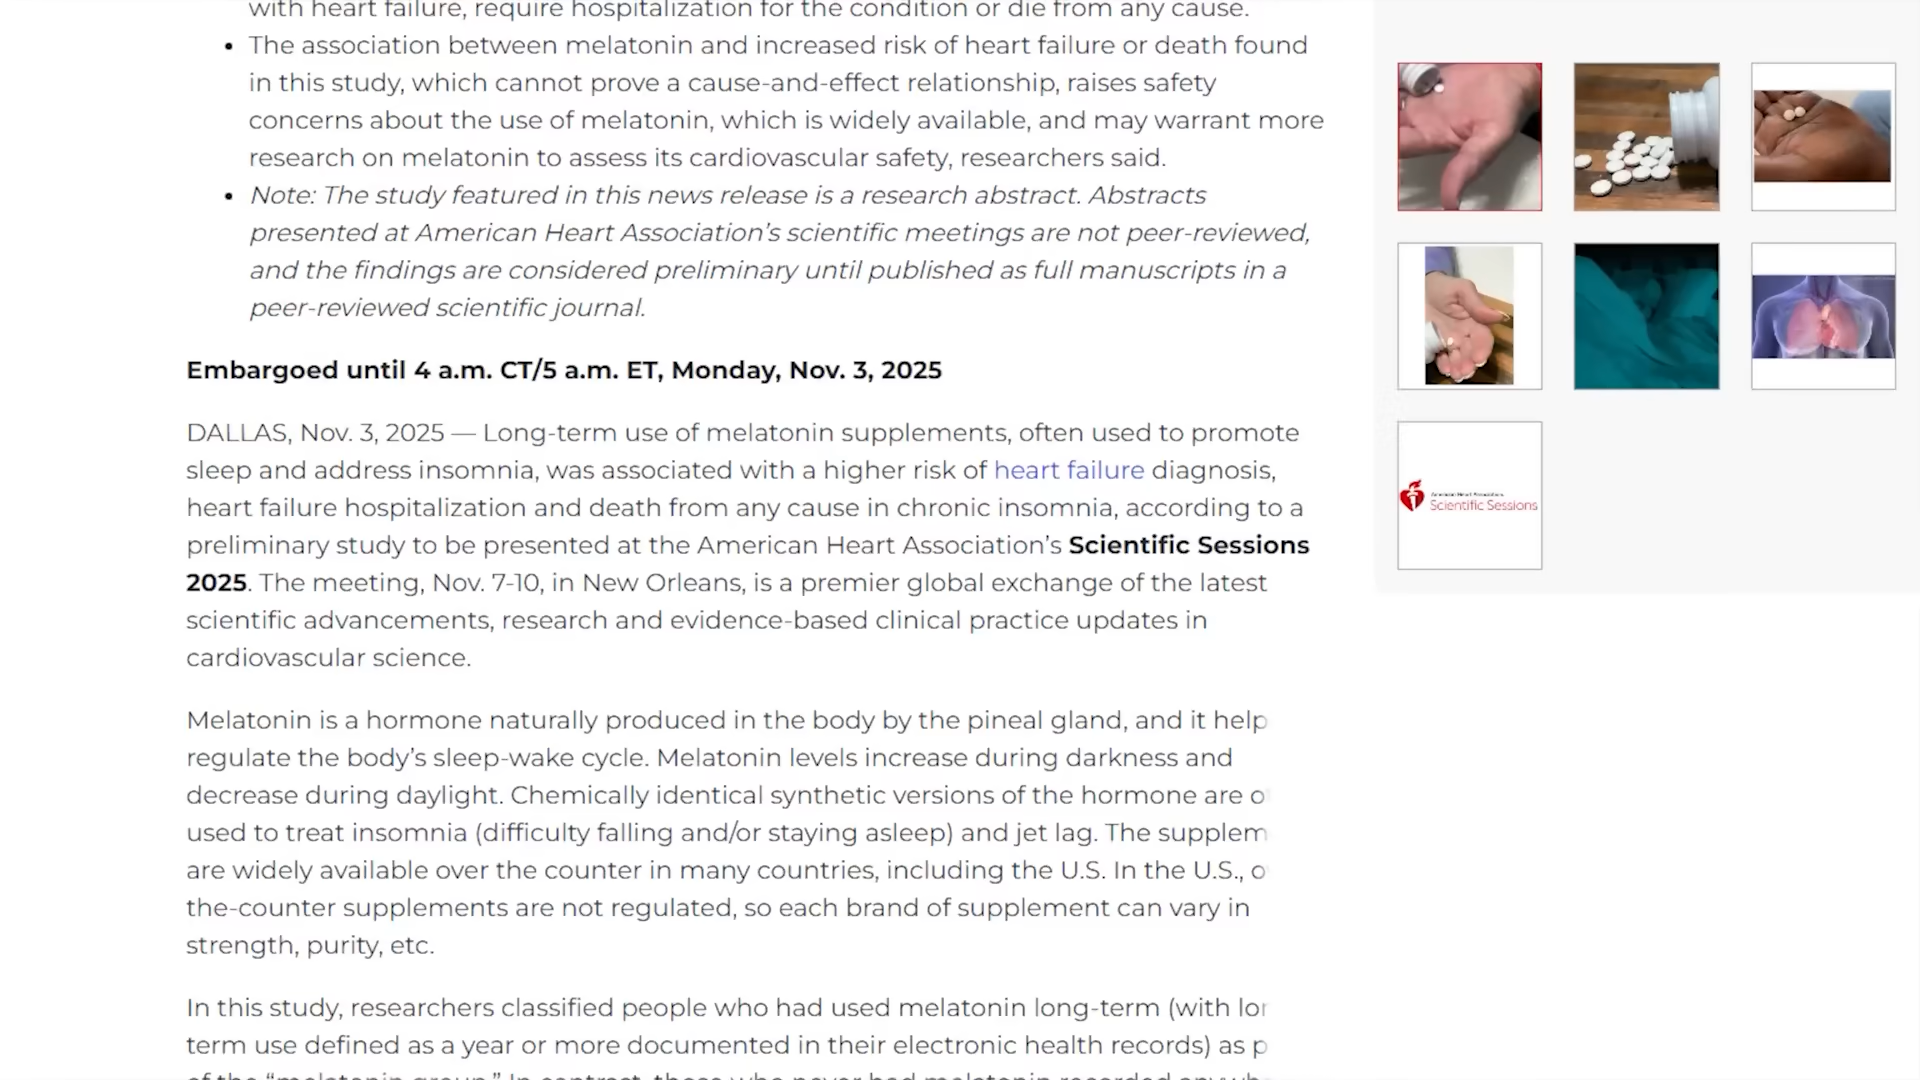 with heart failure, require hospitalization for the condition or die from any cause.
• The association between melatonin and increased risk of heart failure or death found
in this study, which cannot prove a cause-and-effect relationship, raises safety
concerns about the use of melatonin, which is widely available, and may warrant more
research on melatonin to assess its cardiovascular safety, researchers said.
• Note: The study featured in this news release is a research abstract. Abstracts
presented at American Heart Association's scientific meetings are not peer-reviewed,
and the findings are considered preliminary until published as full manuscripts in a
peer-reviewed scientific journal.
Embargoed until 4 a.m. CT/5 a.m. ET, Monday, Nov. 3, 2025
DALLAS, Nov. 3, 2025 — Long-term use of melatonin supplements, often used to promote
sleep and address insomnia, was associated with a higher risk of heart failure diagnosis,
heart failure hospitalization and death from any cause in chronic insomnia, according to a
preliminary study to be presented at the American Heart Association's Scientific Sessions
2025. The meeting, Nov. 7-10, in New Orleans, is a premier global exchange of the latest
scientific advancements, research and evidence-based clinical practice updates in
cardiovascular science.
Melatonin is a hormone naturally produced in the body by the pineal gland, and it help
regulate the body's sleep-wake cycle. Melatonin levels increase during darkness and
decrease during daylight. Chemically identical synthetic versions of the hormone are
used to treat insomnia (difficulty falling and/or staying asleep) and jet lag. The supplem
are widely available over the counter in many countries, including the U.S. In the U.S.,
the-counter supplements are not regulated, so each brand of supplement can vary in
strength, purity, etc.
In this study, researchers classified people who had used melatonin long-term (with
term use defined as a year or more documented in their electronic health records) as
of the "melatonin group." In contrast, those who never had melatonin recorded
American Heart Association
Scientific Sessions